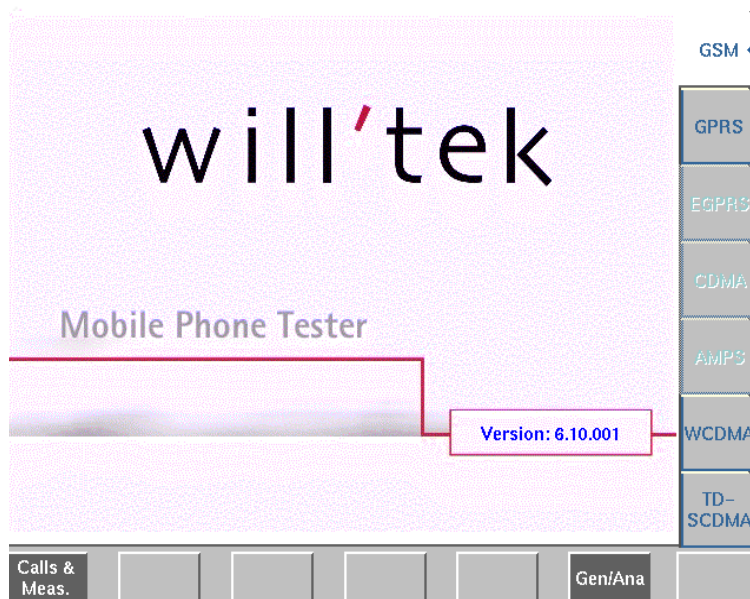 will'tek
Mobile Phone Tester
Version: 6.10.001
GSM
GPRS
EGPRS
CDMA
AMPS
WCDMA
TD-
SCDMA
Calls &
Meas.
Gen/Ana